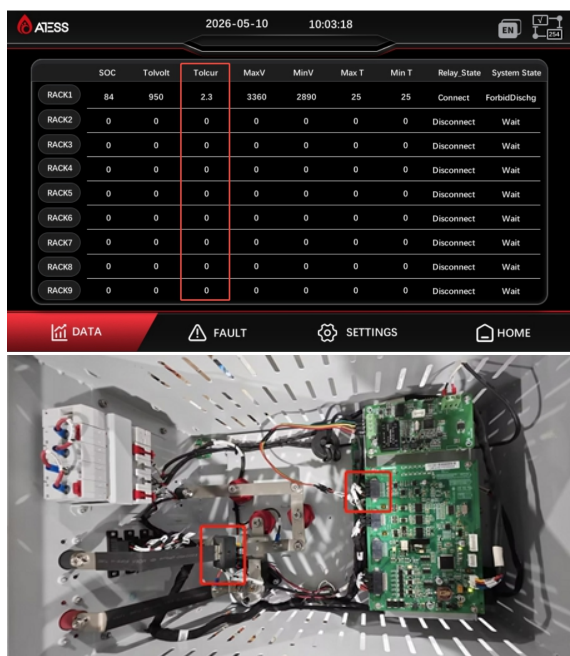 ATESS 2026-05-10 10:03:18 EN 254
SOC Tolvolt Tolcur MaxV MinV Max T Min T Relay_State System State
RACK1 84 950 2.3 3360 2890 25 25 Connect ForbidDischg
RACK2 0 0 0 0 0 0 0 Disconnect Wait
RACK3 0 0 0 0 0 0 0 Disconnect Wait
RACK4 0 0 0 0 0 0 0 Disconnect Wait
RACK5 0 0 0 0 0 0 0 Disconnect Wait
RACK6 0 0 0 0 0 0 0 Disconnect Wait
RACK7 0 0 0 0 0 0 0 Disconnect Wait
RACK8 0 0 0 0 0 0 0 Disconnect Wait
RACK9 0 0 0 0 0 0 0 Disconnect Wait
DATA FAULT SETTINGS HOME